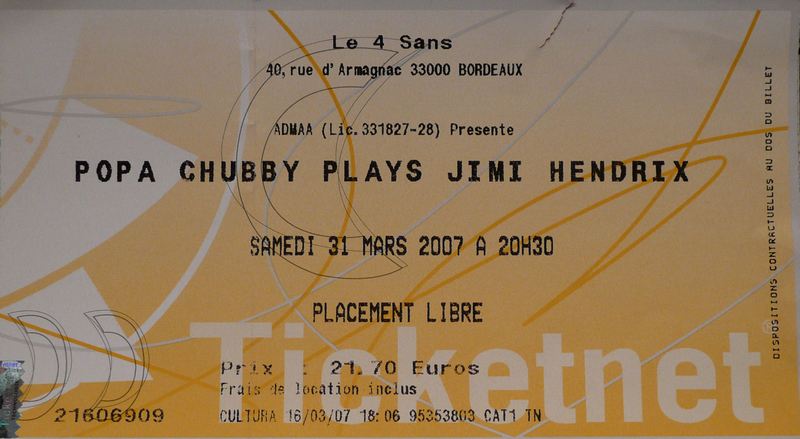 Le 4 Sans
40, rue d'Armagnac 33000 BORDEAUX
ADMAA (Lic.331827-28) Presente
POPA CHUBBY PLAYS JIMI HENDRIX
SAMEDI 31 MARS 2007 A 20H30
PLACEMENT LIBRE
Ticketnet®
Prix : 21.70 Euros
Frais de location inclus
21606909
CULTURA 16/03/07 18:06 95353803 CAT1 TN
DISPOSITIONS CONTRACTUELLES AU DOS DU BILLET